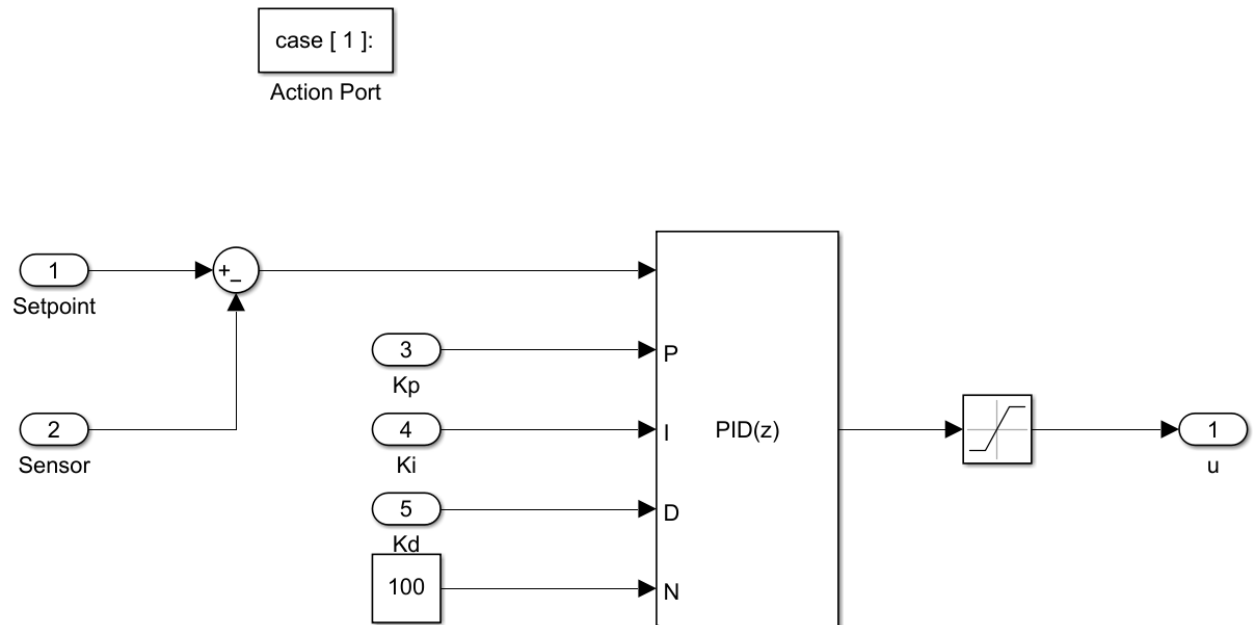 case [ 1 ]:
Action Port
1
Setpoint
+
−
2
Sensor
3
Kp
4
Ki
5
Kd
100
P
I
D
N
PID(z)
1
u